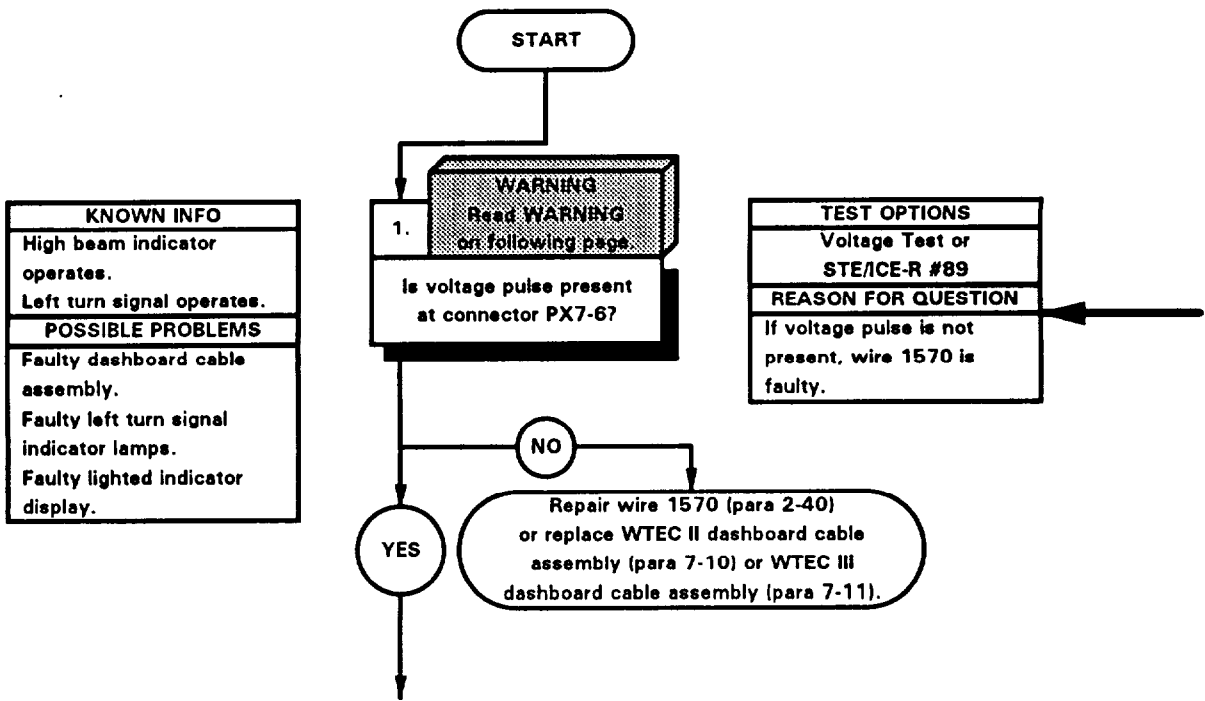 START
KNOWN INFO
High beam indicator
operates.
Left turn signal operates.
POSSIBLE PROBLEMS
Faulty dashboard cable
assembly.
Faulty left turn signal
indicator lamps.
Faulty lighted indicator
display.
1.
WARNING
Read WARNING
on following page.
Is voltage pulse present
at connector PX7-6?
TEST OPTIONS
Voltage Test or
STE/ICE-R #89
REASON FOR QUESTION
If voltage pulse is not
present, wire 1570 is
faulty.
NO
YES
Repair wire 1570 (para 2-40)
or replace WTEC II dashboard cable
assembly (para 7-10) or WTEC III
dashboard cable assembly (para 7-11).